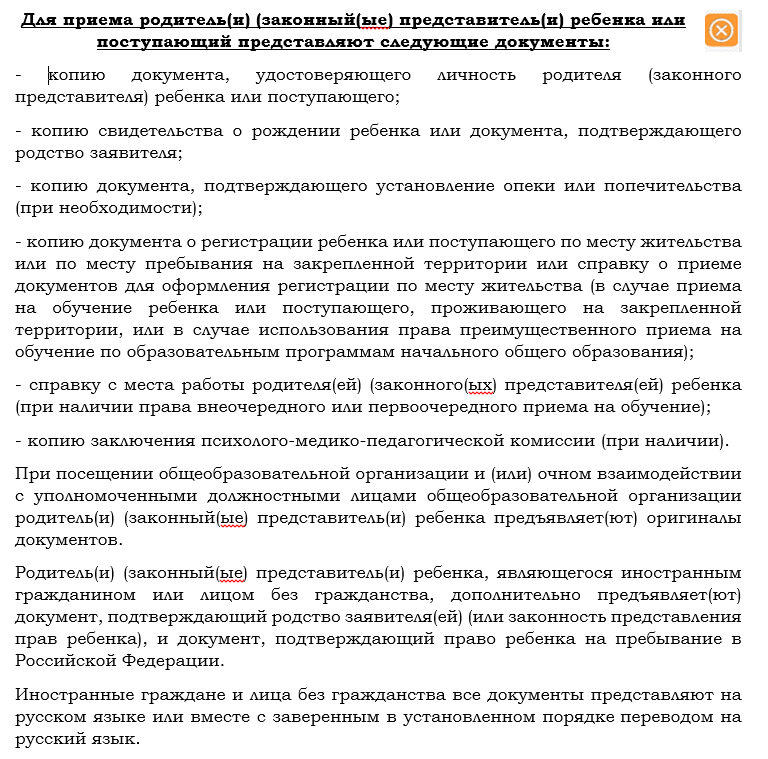 Для приема родитель(и) (законный(ые) представитель(и) ребенка или
поступающий представляют следующие документы:
- копию документа, удостоверяющего личность родителя (законного
представителя) ребенка или поступающего;
- копию свидетельства о рождении ребенка или документа, подтверждающего
родство заявителя;
- копию документа, подтверждающего установление опеки или попечительства
(при необходимости);
- копию документа о регистрации ребенка или поступающего по месту жительства
или по месту пребывания на закрепленной территории или справку о приеме
документов для оформления регистрации по месту жительства (в случае приема
на обучение ребенка или поступающего, проживающего на закрепленной
территории, или в случае использования права преимущественного приема на
обучение по образовательным программам начального общего образования);
- справку с места работы родителя(ей) (законного(ых) представителя(ей) ребенка
(при наличии права внеочередного или первоочередного приема на обучение);
- копию заключения психолого-медико-педагогической комиссии (при наличии).
При посещении общеобразовательной организации и (или) очном взаимодействии
с уполномоченными должностными лицами общеобразовательной организации
родитель(и) (законный(ые) представитель(и) ребенка предъявляет(ют) оригиналы
документов.
Родитель(и) (законный(ые) представитель(и) ребенка, являющегося иностранным
гражданином или лицом без гражданства, дополнительно предъявляет(ют)
документ, подтверждающий родство заявителя(ей) (или законность представления
прав ребенка), и документ, подтверждающий право ребенка на пребывание в
Российской Федерации.
Иностранные граждане и лица без гражданства все документы представляют на
русском языке или вместе с заверенным в установленном порядке переводом на
русский язык.